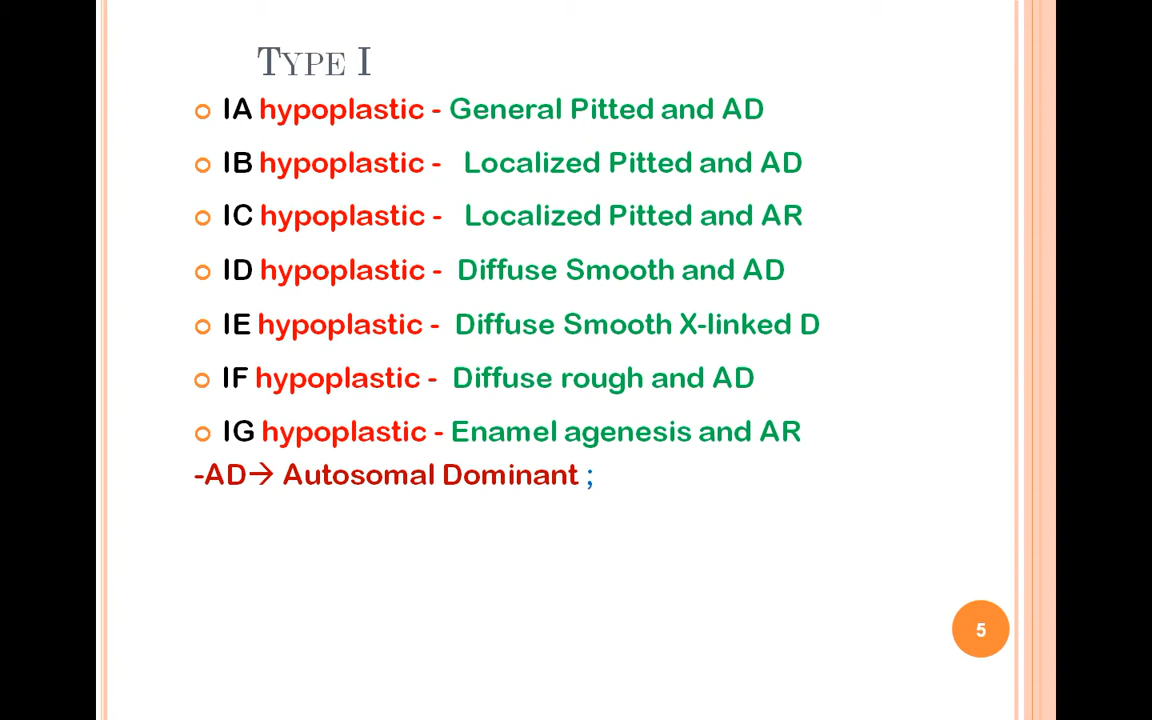 TYPE I
IA hypoplastic - General Pitted and AD
IB hypoplastic - Localized Pitted and AD
IC hypoplastic - Localized Pitted and AR
ID hypoplastic - Diffuse Smooth and AD
IE hypoplastic - Diffuse Smooth X-linked D
IF hypoplastic - Diffuse rough and AD
IG hypoplastic - Enamel agenesis and AR
-AD→ Autosomal Dominant ;
5